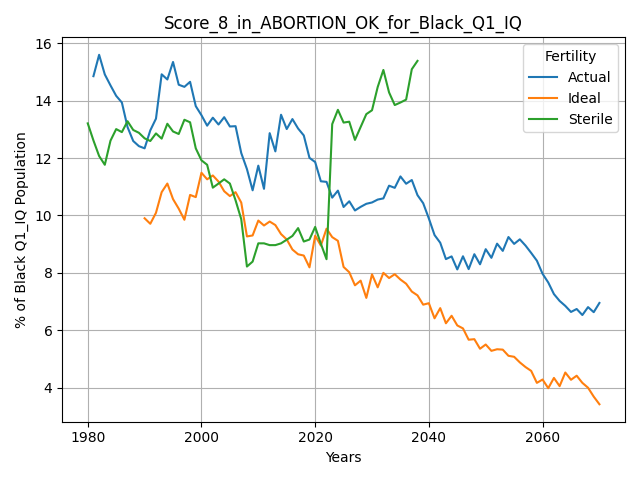 Score_8_in_ABORTION_OK_for_Black_Q1_IQ
% of Black Q1_IQ Population
16
14
12
10
8
6
4
Fertility
Actual
Ideal
Sterile
1980 2000 2020 2040 2060
Years